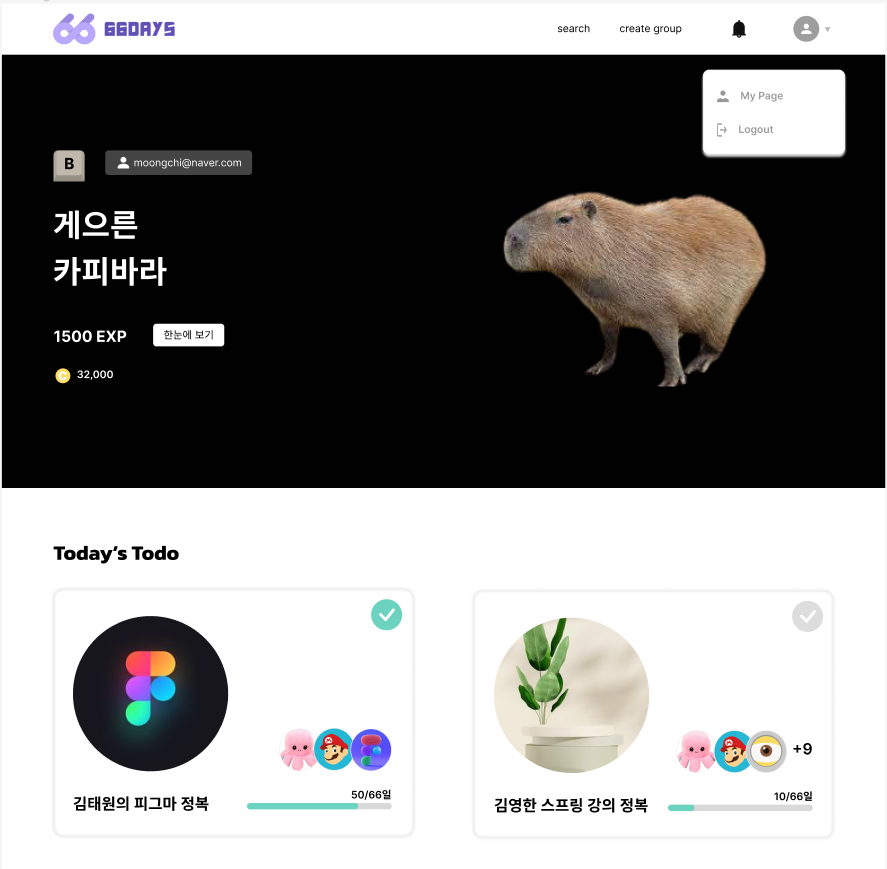 66DAYS
search
create group
My Page
Logout
B
moongchi@naver.com
게으른
카피바라
1500 EXP
한눈에 보기
C 32,000
Today's Todo
김태원의 피그마 정복
50/66일
+9
김영한 스프링 강의 정복
10/66일